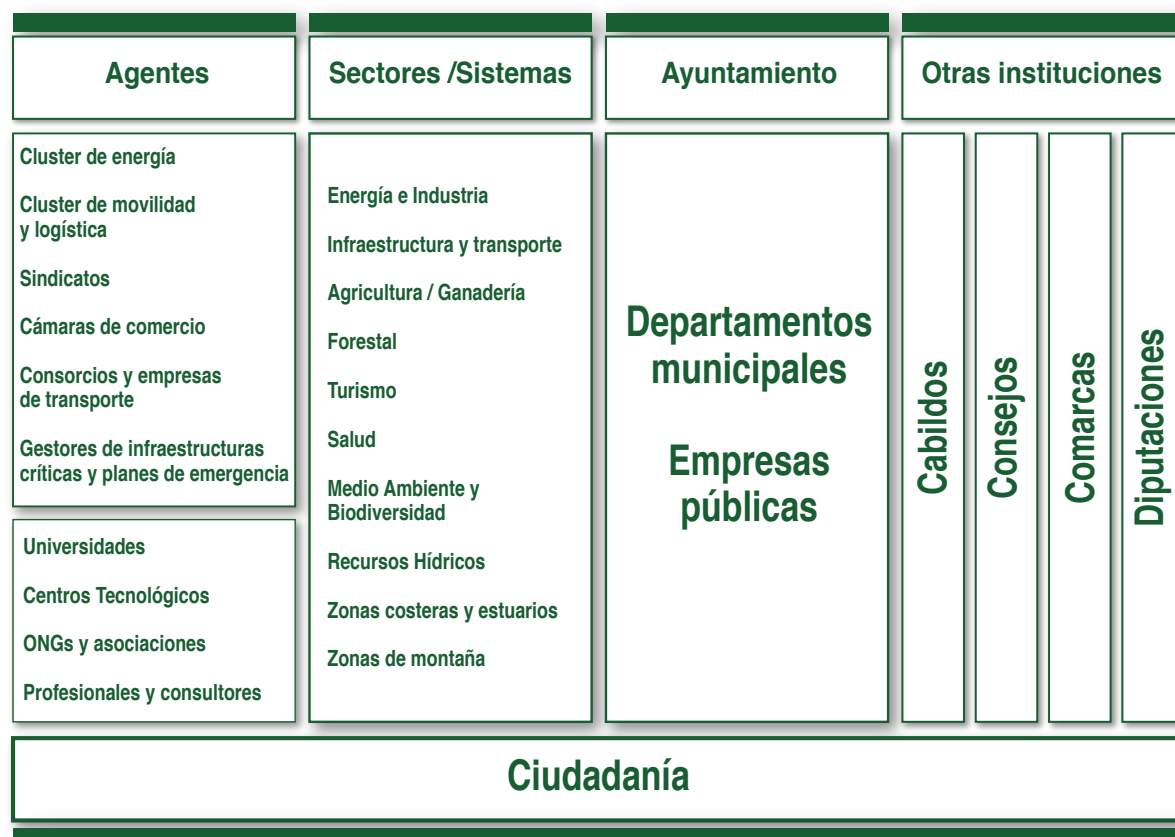 Agentes
Sectores /Sistemas
Ayuntamiento
Otras instituciones
Cluster de energía
Cluster de movilidad
y logística
Sindicatos
Cámaras de comercio
Consorcios y empresas
de transporte
Gestores de infraestructuras
críticas y planes de emergencia
Universidades
Centros Tecnológicos
ONGs y asociaciones
Profesionales y consultores
Energía e Industria
Infraestructura y transporte
Agricultura / Ganadería
Forestal
Turismo
Salud
Medio Ambiente y
Biodiversidad
Recursos Hídricos
Zonas costeras y estuarios
Zonas de montaña
Departamentos
municipales
Empresas
públicas
Cabildos
Consejos
Comarcas
Diputaciones
Ciudadanía